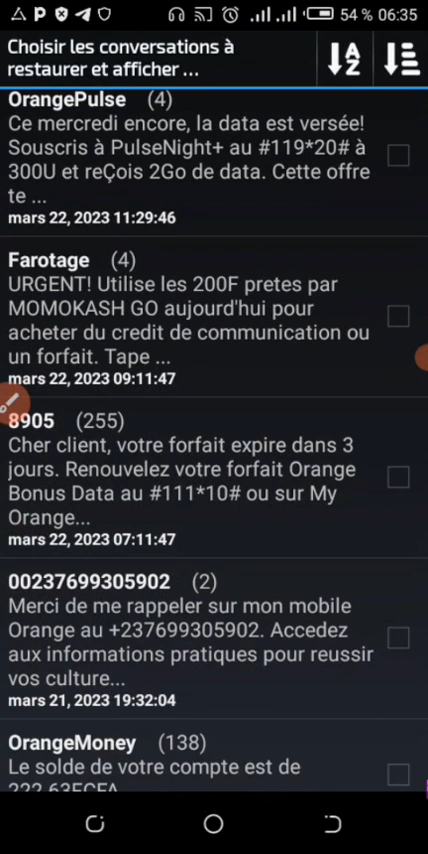 54 % 06:35
Choisir les conversations à
restaurer et afficher ...
OrangePulse (4)
Ce mercredi encore, la data est versée!
Souscris à PulseNight+ au #119*20# à
300U et reÇois 2Go de data. Cette offre
te ...
mars 22, 2023 11:29:46
Farotage (4)
URGENT! Utilise les 200F pretes par
MOMOKASH GO aujourd'hui pour
acheter du credit de communication ou
un forfait. Tape ...
mars 22, 2023 09:11:47
8905 (255)
Cher client, votre forfait expire dans 3
jours. Renouvelez votre forfait Orange
Bonus Data au #111*10# ou sur My
Orange...
mars 22, 2023 07:11:47
00237699305902 (2)
Merci de me rappeler sur mon mobile
Orange au +237699305902. Accedez
aux informations pratiques pour reussir
vos culture...
mars 21, 2023 19:32:04
OrangeMoney (138)
Le solde de votre compte est de
222,63FCFA